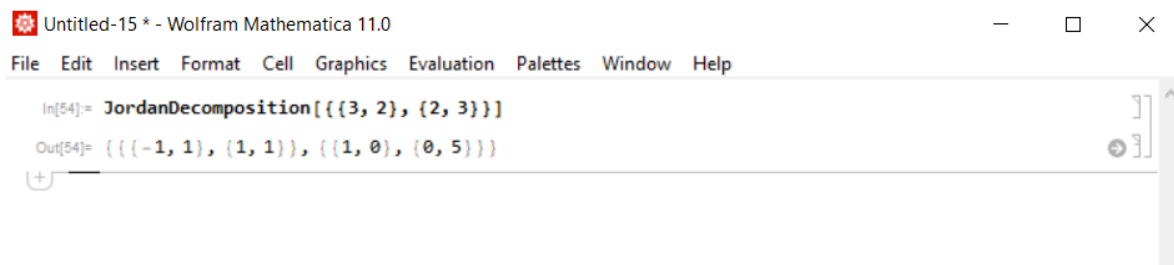 Untitled-15 * - Wolfram Mathematica 11.0
File Edit Insert Format Cell Graphics Evaluation Palettes Window Help
In[54]:= JordanDecomposition[{{3, 2}, {2, 3}}]
Out[54]= {{{-1, 1}, {1, 1}}, {{1, 0}, {0, 5}}}